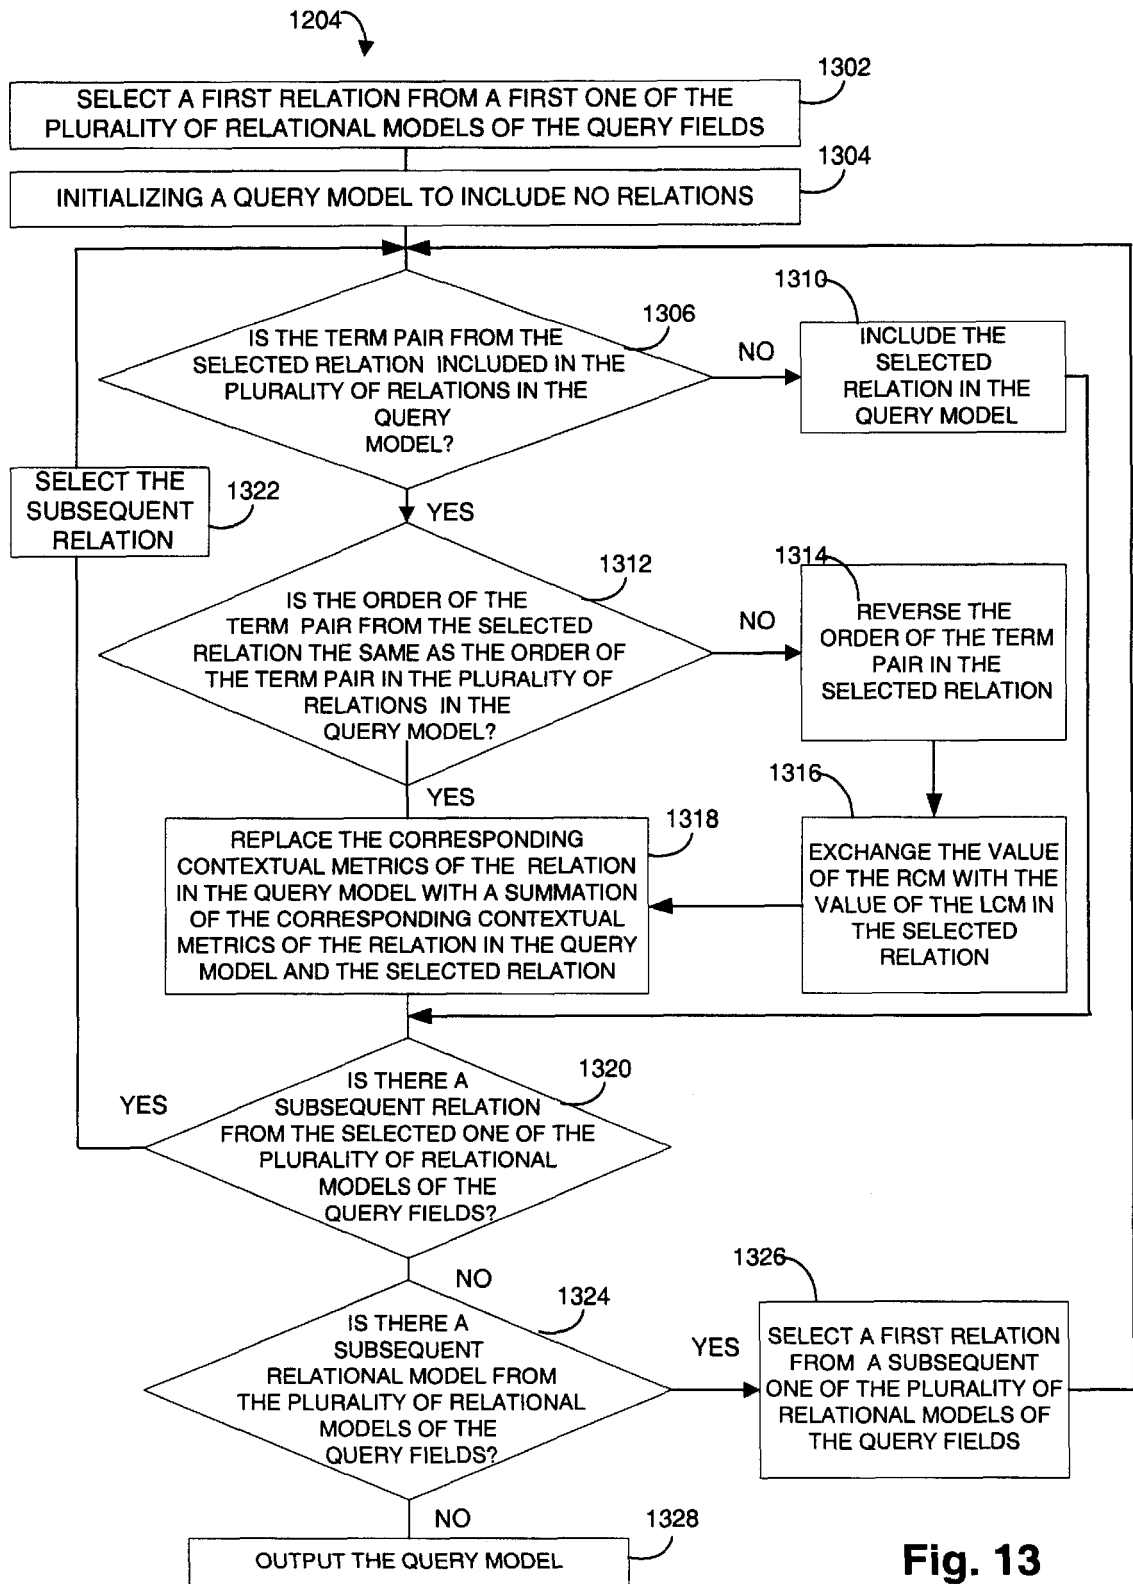 1204
1302
SELECT A FIRST RELATION FROM A FIRST ONE OF THE
PLURALITY OF RELATIONAL MODELS OF THE QUERY FIELDS
1304
INITIALIZING A QUERY MODEL TO INCLUDE NO RELATIONS
1306
IS THE TERM PAIR FROM THE
SELECTED RELATION INCLUDED IN THE
PLURALITY OF RELATIONS IN THE
QUERY
MODEL?
NO
1310
INCLUDE THE
SELECTED
RELATION IN THE
QUERY MODEL
SELECT THE
SUBSEQUENT
RELATION
1322
YES
1312
IS THE ORDER OF THE
TERM PAIR FROM THE SELECTED
RELATION THE SAME AS THE ORDER OF
THE TERM PAIR IN THE PLURALITY OF
RELATIONS IN THE
QUERY MODEL?
NO
1314
REVERSE THE
ORDER OF THE TERM
PAIR IN THE
SELECTED RELATION
YES
1316
EXCHANGE THE VALUE
OF THE RCM WITH THE
VALUE OF THE LCM IN
THE SELECTED
RELATION
1318
REPLACE THE CORRESPONDING
CONTEXTUAL METRICS OF THE RELATION
IN THE QUERY MODEL WITH A SUMMATION
OF THE CORRESPONDING CONTEXTUAL
METRICS OF THE RELATION IN THE QUERY
MODEL AND THE SELECTED RELATION
1320
YES
IS THERE A
SUBSEQUENT RELATION
FROM THE SELECTED ONE OF THE
PLURALITY OF RELATIONAL
MODELS OF THE
QUERY FIELDS?
NO
1324
IS THERE A
SUBSEQUENT
RELATIONAL MODEL FROM
THE PLURALITY OF RELATIONAL
MODELS OF THE
QUERY FIELDS?
YES
1326
SELECT A FIRST RELATION
FROM A SUBSEQUENT
ONE OF THE PLURALITY OF
RELATIONAL MODELS OF
THE QUERY FIELDS
NO
1328
OUTPUT THE QUERY MODEL
Fig. 13